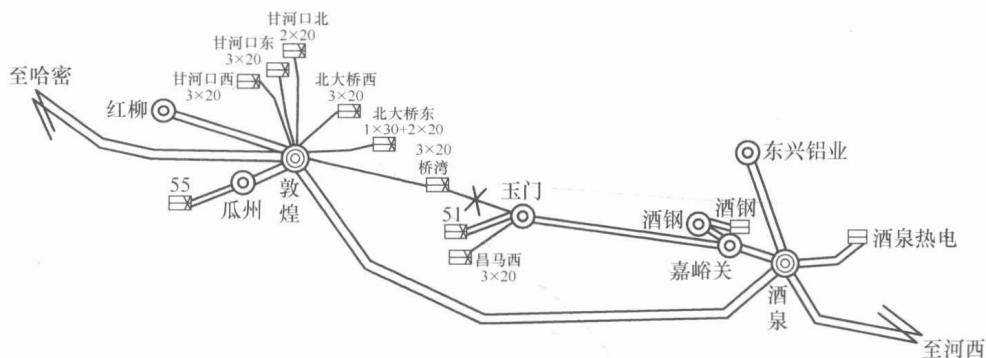 甘河口北
2×20
甘河口东
3×20
甘河口西
3×20
至哈密
红柳
北大桥西
3×20
北大桥东
1×30+2×20
3×20
桥湾
敦煌
55
瓜州
玉门
51
昌马西
3×20
酒钢
酒钢
嘉峪关
东兴铝业
酒泉热电
酒泉
至河西